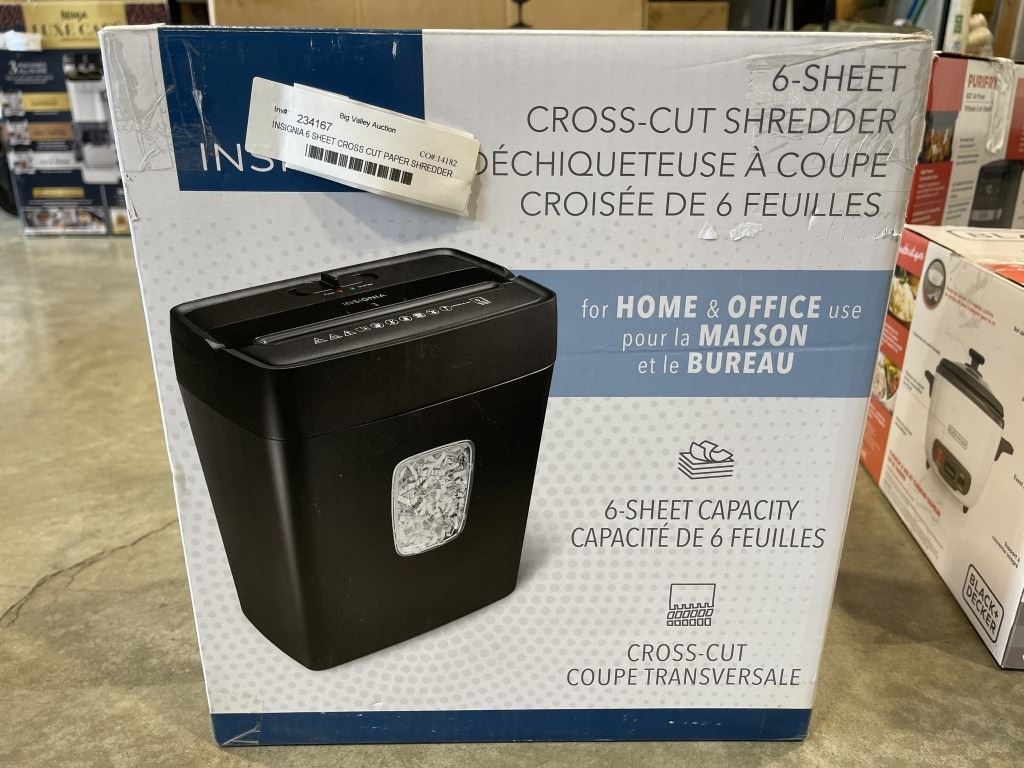 6-SHEET
CROSS-CUT SHREDDER
DÉCHIQUETEUSE À COUPE
CROISÉE DE 6 FEUILLES
Inv#: 234167 Big Valley Auction
CO#:14182
INSIGNIA 6 SHEET CROSS CUT PAPER SHREDDER
INSIGNIA
for HOME & OFFICE use
pour la MAISON
et le BUREAU
6-SHEET CAPACITY
CAPACITÉ DE 6 FEUILLES
CROSS-CUT
COUPE TRANSVERSALE
PURIFRY
BLACK+
DECKER